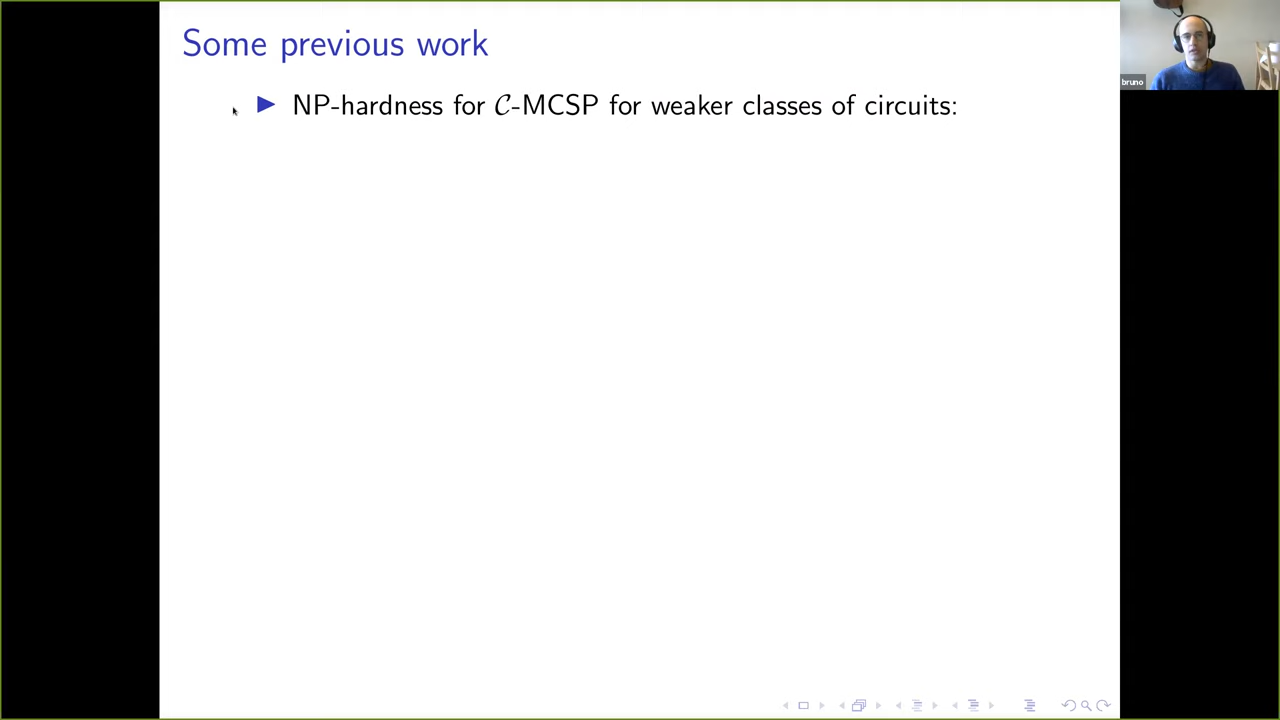 Some previous work
NP-hardness for 𝒞-MCSP for weaker classes of circuits:
bruno